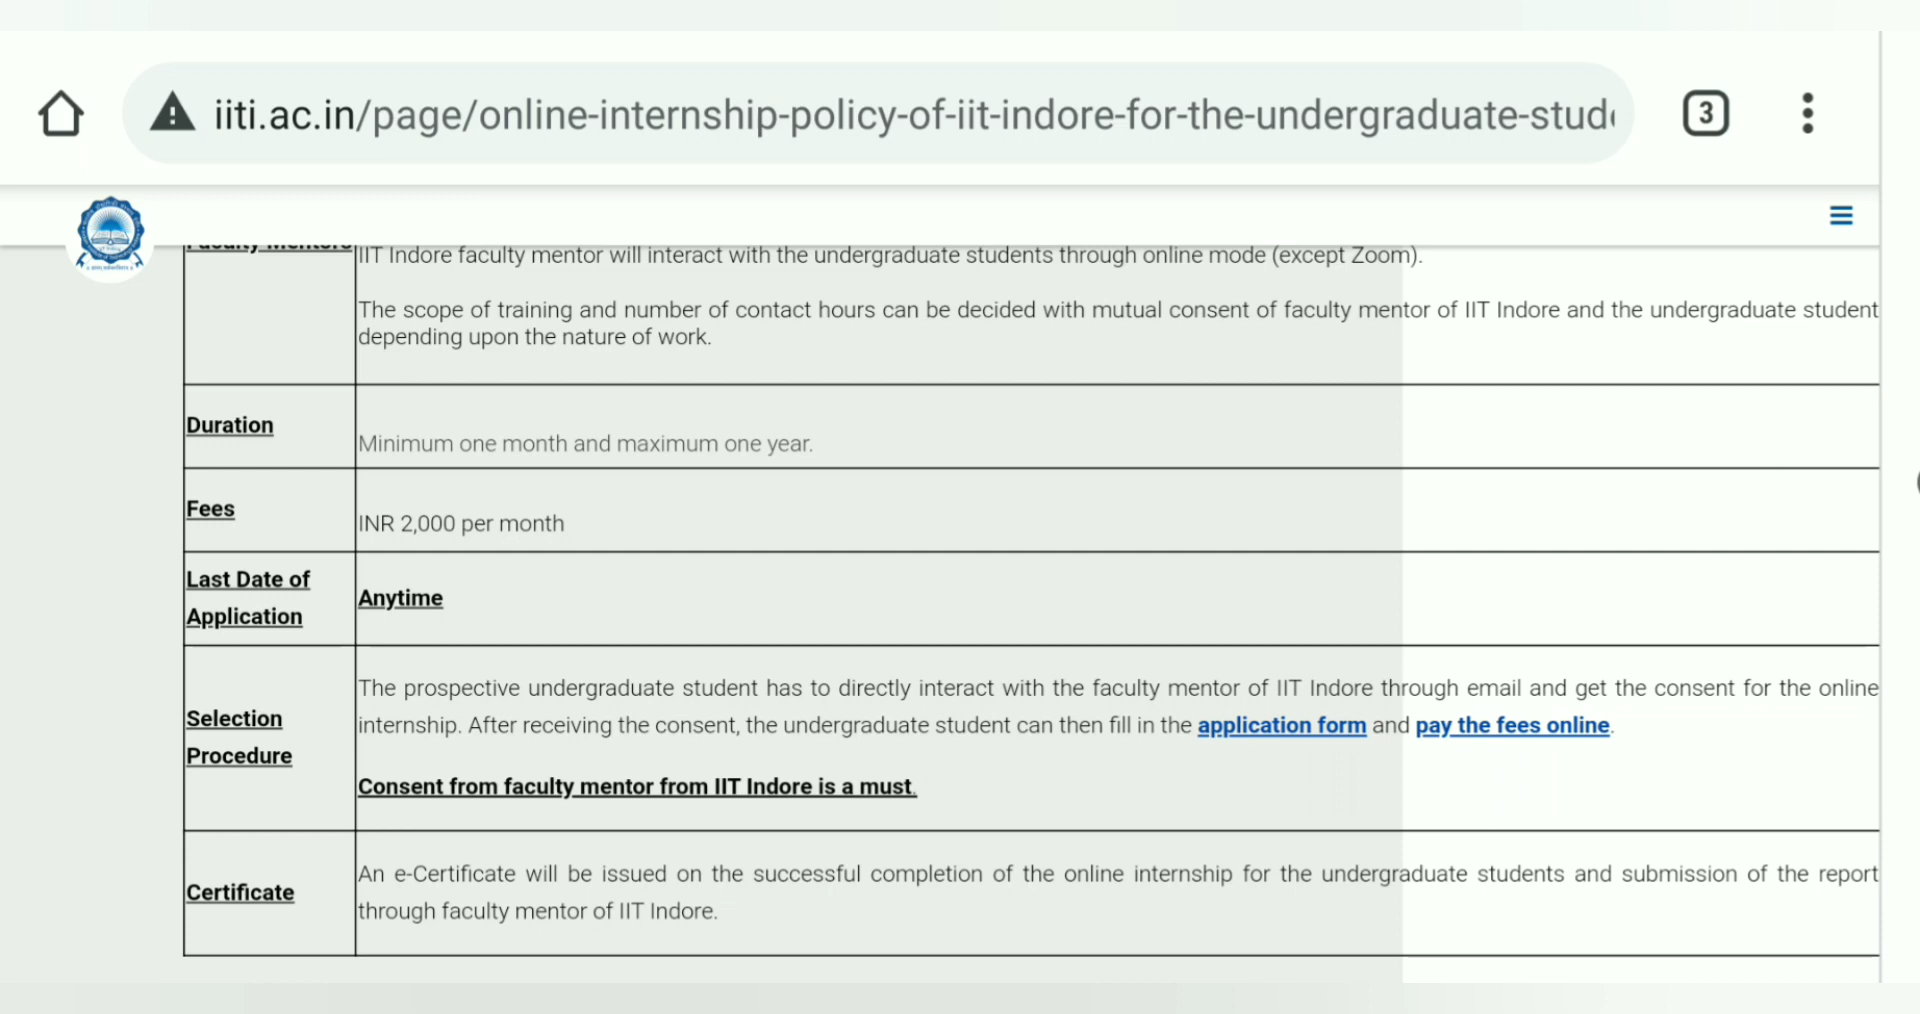 iiti.ac.in/page/online-internship-policy-of-iit-indore-for-the-undergraduate-stud
3
Faculty Mentors
IIT Indore faculty mentor will interact with the undergraduate students through online mode (except Zoom).
The scope of training and number of contact hours can be decided with mutual consent of faculty mentor of IIT Indore and the undergraduate student
depending upon the nature of work.
Duration
Minimum one month and maximum one year.
Fees
INR 2,000 per month
Last Date of
Application
Anytime
Selection
Procedure
The prospective undergraduate student has to directly interact with the faculty mentor of IIT Indore through email and get the consent for the online
internship. After receiving the consent, the undergraduate student can then fill in the application form and pay the fees online.
Consent from faculty mentor from IIT Indore is a must.
Certificate
An e-Certificate will be issued on the successful completion of the online internship for the undergraduate students and submission of the report
through faculty mentor of IIT Indore.